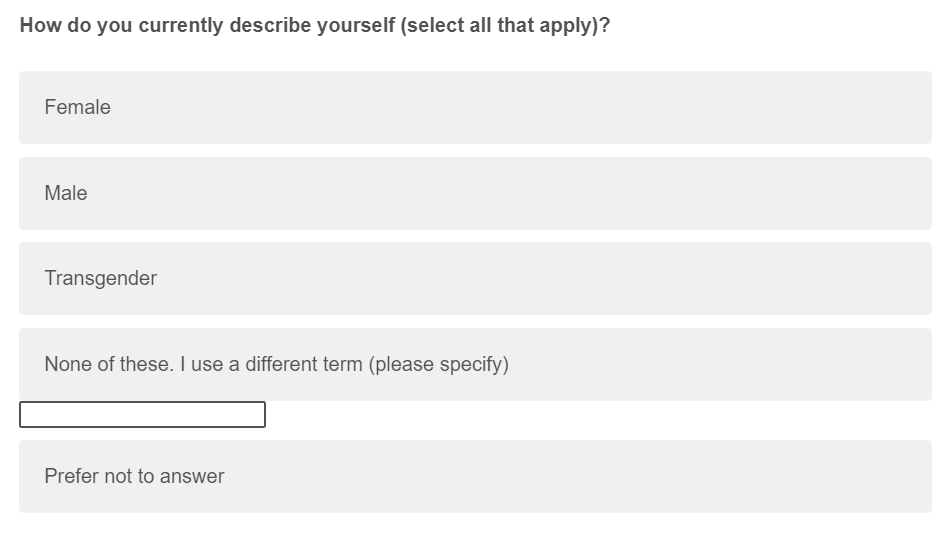 How do you currently describe yourself (select all that apply)?
Female
Male
Transgender
None of these. I use a different term (please specify)
Prefer not to answer